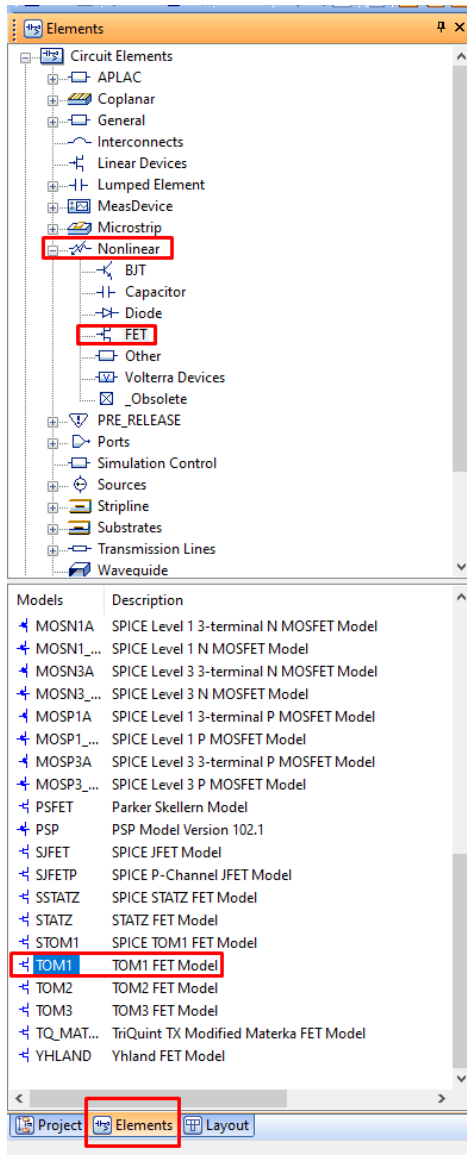 Elements
Circuit Elements
APLAC
Coplanar
General
Interconnects
Linear Devices
Lumped Element
MeasDevice
Microstrip
Nonlinear
BJT
Capacitor
Diode
FET
Other
Volterra Devices
_Obsolete
PRE_RELEASE
Ports
Simulation Control
Sources
Stripline
Substrates
Transmission Lines
Waveguide
Models Description
MOSN1A SPICE Level 1 3-terminal N MOSFET Model
MOSN1_... SPICE Level 1 N MOSFET Model
MOSN3A SPICE Level 3 3-terminal N MOSFET Model
MOSN3_... SPICE Level 3 N MOSFET Model
MOSP1A SPICE Level 1 3-terminal P MOSFET Model
MOSP1_... SPICE Level 1 P MOSFET Model
MOSP3A SPICE Level 3 3-terminal P MOSFET Model
MOSP3_... SPICE Level 3 P MOSFET Model
PSFET Parker Skellern Model
PSP PSP Model Version 102.1
SJFET SPICE JFET Model
SJFETP SPICE P-Channel JFET Model
SSTATZ SPICE STATZ FET Model
STATZ STATZ FET Model
STOM1 SPICE TOM1 FET Model
TOM1 TOM1 FET Model
TOM2 TOM2 FET Model
TOM3 TOM3 FET Model
TQ_MAT... TriQuint TX Modified Materka FET Model
YHLAND Yhland FET Model
Project Elements Layout